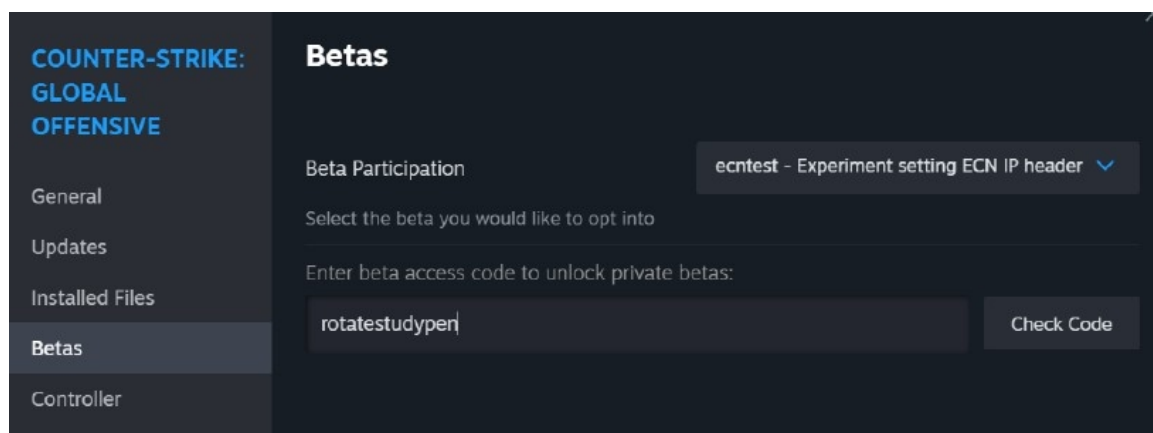 COUNTER-STRIKE:
GLOBAL
OFFENSIVE
General
Updates
Installed Files
Betas
Controller
Betas
Beta Participation
ecntest - Experiment setting ECN IP header
Select the beta you would like to opt into
Enter beta access code to unlock private betas:
rotatestudypen
Check Code